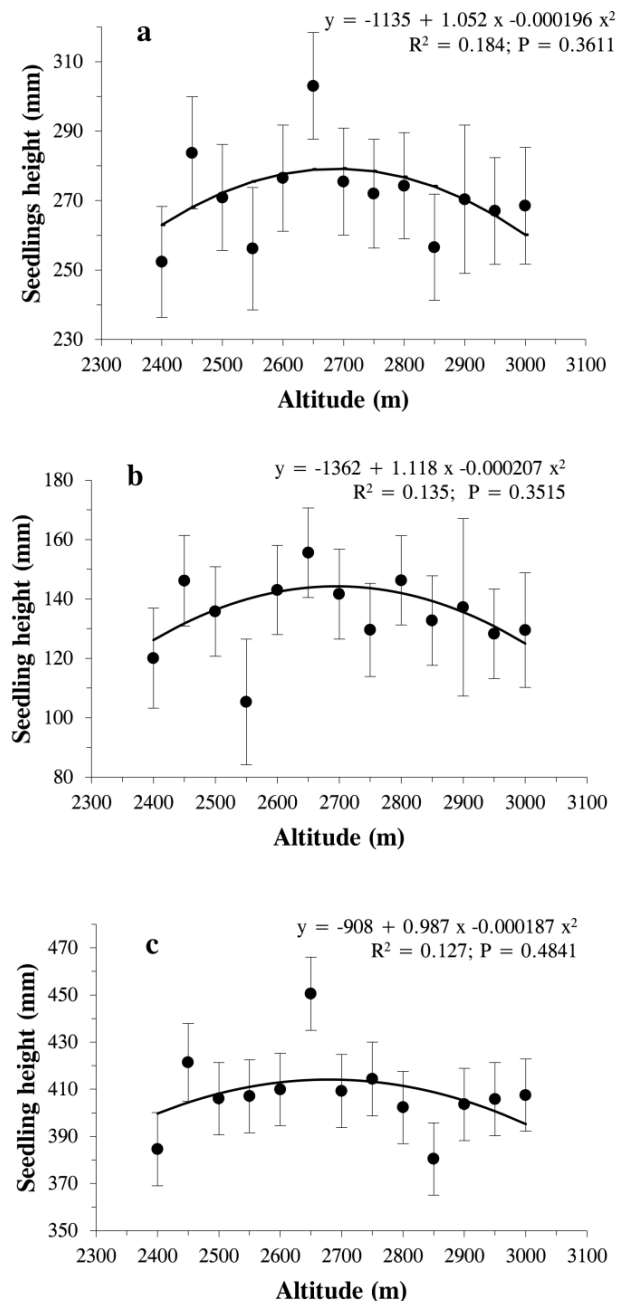 a
y = -1135 + 1.052 x -0.000196 x²
R² = 0.184; P = 0.3611
Seedlings height (mm)
310
290
270
250
230
2300 2400 2500 2600 2700 2800 2900 3000 3100
Altitude (m)
b
y = -1362 + 1.118 x -0.000207 x²
R² = 0.135; P = 0.3515
Seedling height (mm)
180
160
140
120
100
80
2300 2400 2500 2600 2700 2800 2900 3000 3100
Altitude (m)
c
y = -908 + 0.987 x -0.000187 x²
R² = 0.127; P = 0.4841
Seedling height (mm)
470
450
430
410
390
370
350
2300 2400 2500 2600 2700 2800 2900 3000 3100
Altitude (m)